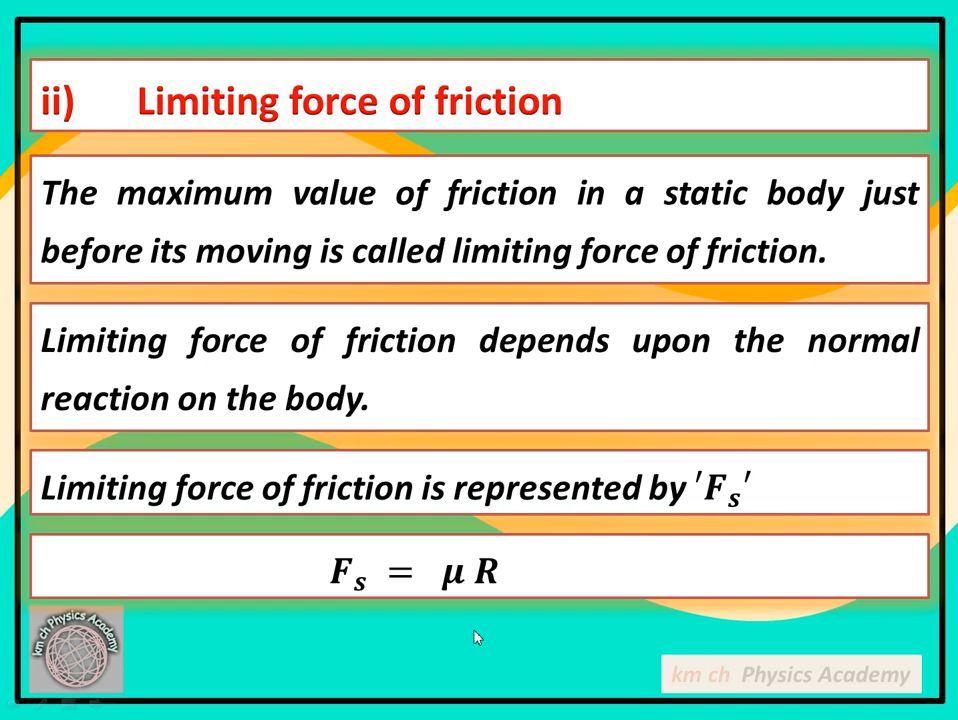 ii) Limiting force of friction
The maximum value of friction in a static body just
before its moving is called limiting force of friction.
Limiting force of friction depends upon the normal
reaction on the body.
Limiting force of friction is represented by ′Fₛ′
Fₛ = μ R
km ch Physics Academy
km ch Physics Academy